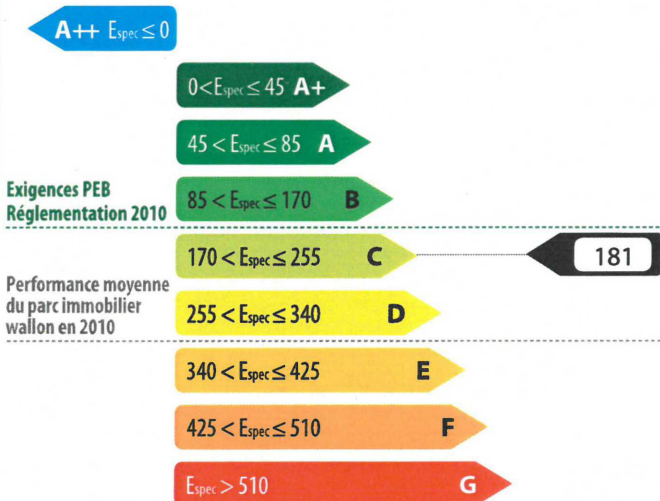 A++ Espec ≤ 0
0 < Espec ≤ 45 A+
45 < Espec ≤ 85 A
Exigences PEB
Réglementation 2010
85 < Espec ≤ 170 B
170 < Espec ≤ 255 C
181
Performance moyenne
du parc immobilier
wallon en 2010
255 < Espec ≤ 340 D
340 < Espec ≤ 425 E
425 < Espec ≤ 510 F
Espec > 510 G